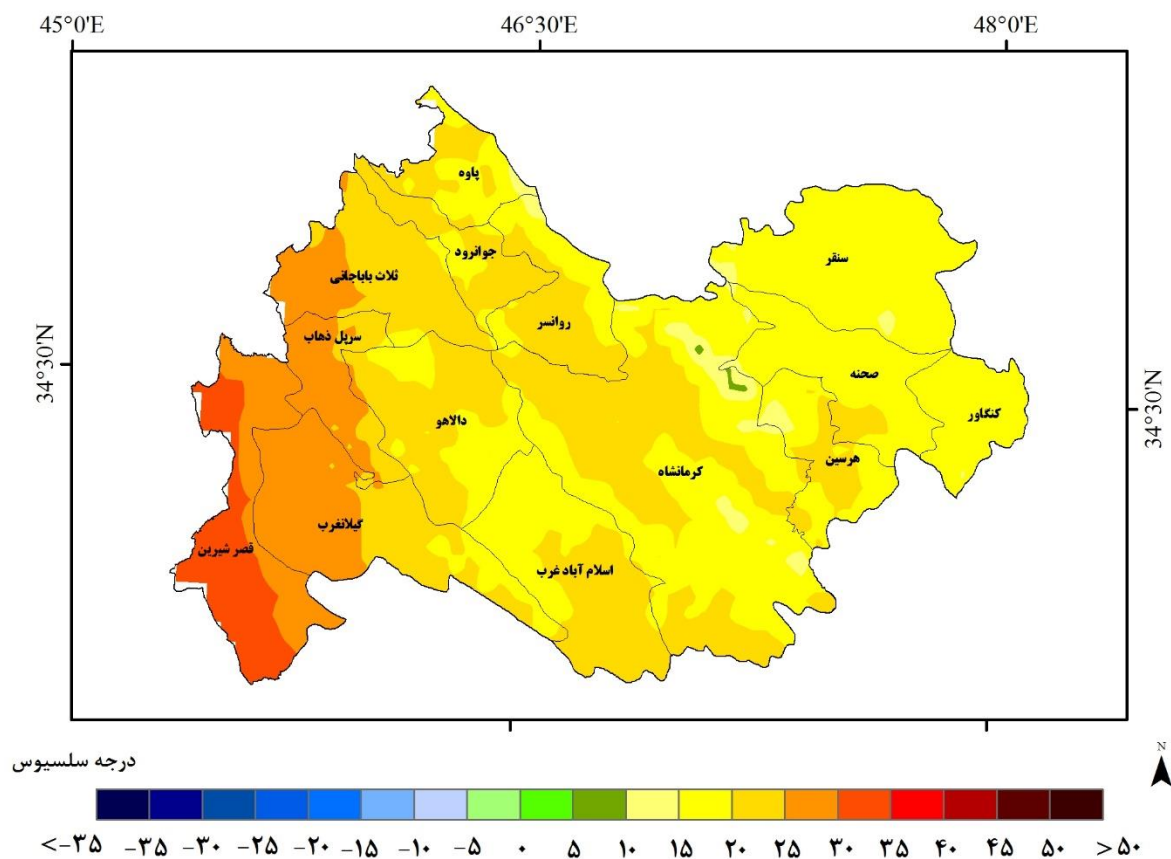 45°0'E 46°30'E 48°0'E
پاوه
جوانرود
سنقر
ثلاث باباجانی
روانسر
سرپل ذهاب
34°30'N
34°30'N
صحنه
کنگاور
دالاهو
هرسین
کرمانشاه
گیلانغرب
قصر شیرین
اسلام آباد غرب
درجه سلسیوس
N
<-۳۵ -۳۵ -۳۰ -۲۵ -۲۰ -۱۵ -۱۰ -۵ ۰ ۵ ۱۰ ۱۵ ۲۰ ۲۵ ۳۰ ۳۵ ۴۰ ۴۵ ۵۰ >۵۰